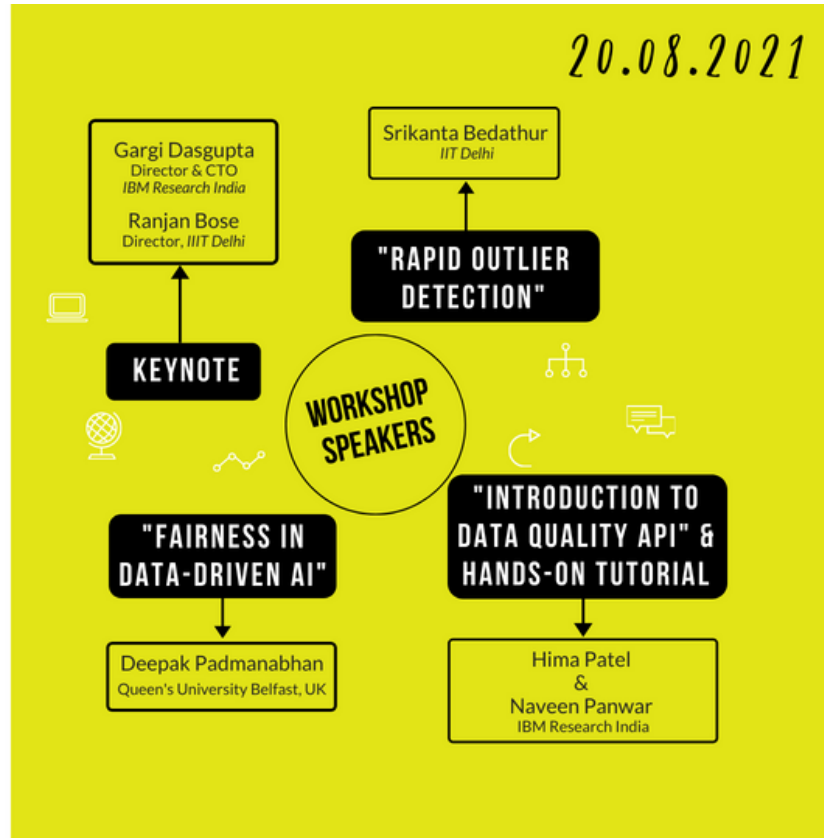 20.08.2021
Gargi Dasgupta
Director & CTO
IBM Research India
Ranjan Bose
Director, IIIT Delhi
KEYNOTE
Srikanta Bedathur
IIT Delhi
"RAPID OUTLIER
DETECTION"
WORKSHOP
SPEAKERS
"FAIRNESS IN
DATA-DRIVEN AI"
Deepak Padmanabhan
Queen's University Belfast, UK
"INTRODUCTION TO
DATA QUALITY API" &
HANDS-ON TUTORIAL
Hima Patel
&
Naveen Panwar
IBM Research India